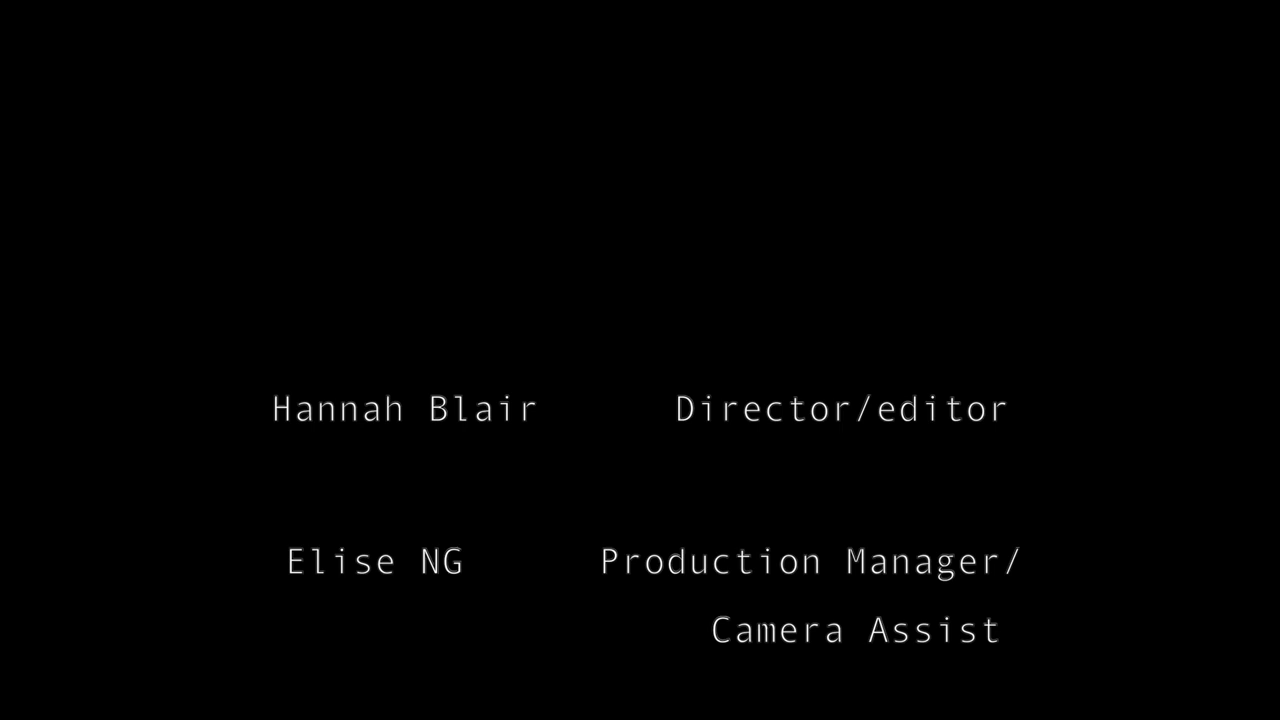 Hannah Blair Director/editor
Elise NG Production Manager/
Camera Assist